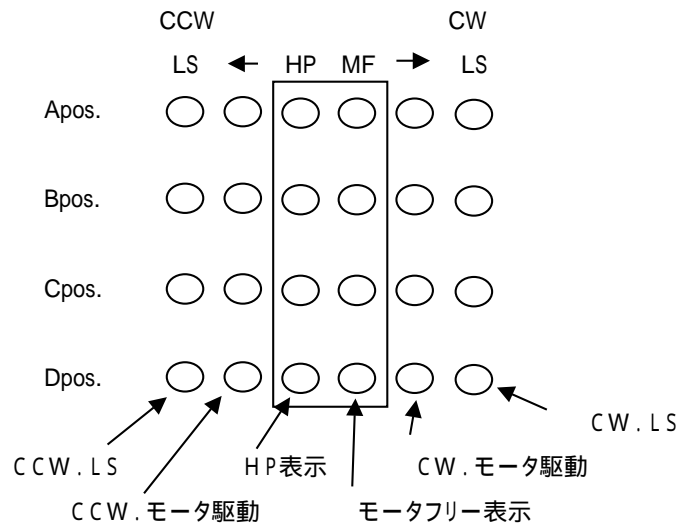 CCW CW
LS ← HP MF → LS
Apos.
Bpos.
Cpos.
Dpos.
CW.LS
CCW.LS HP表示 CW.モータ駆動
CCW.モータ駆動 モータフリー表示